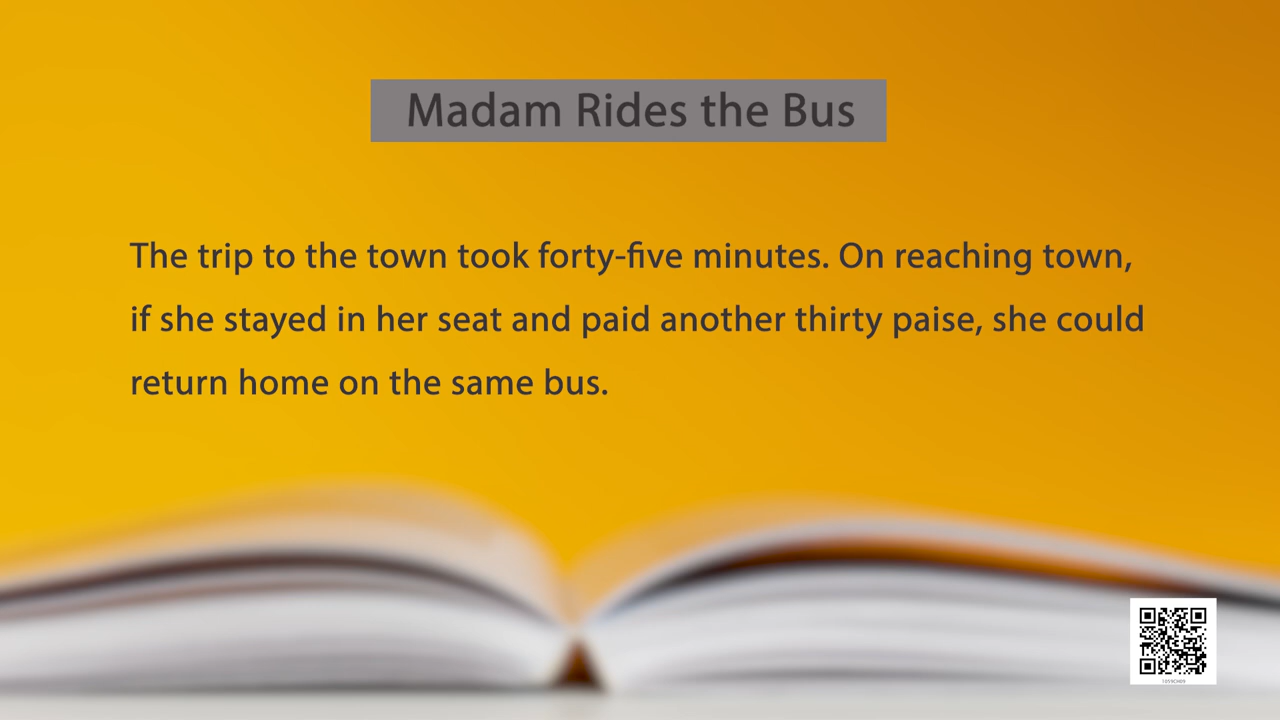 Madam Rides the Bus
The trip to the town took forty-five minutes. On reaching town,
if she stayed in her seat and paid another thirty paise, she could
return home on the same bus.